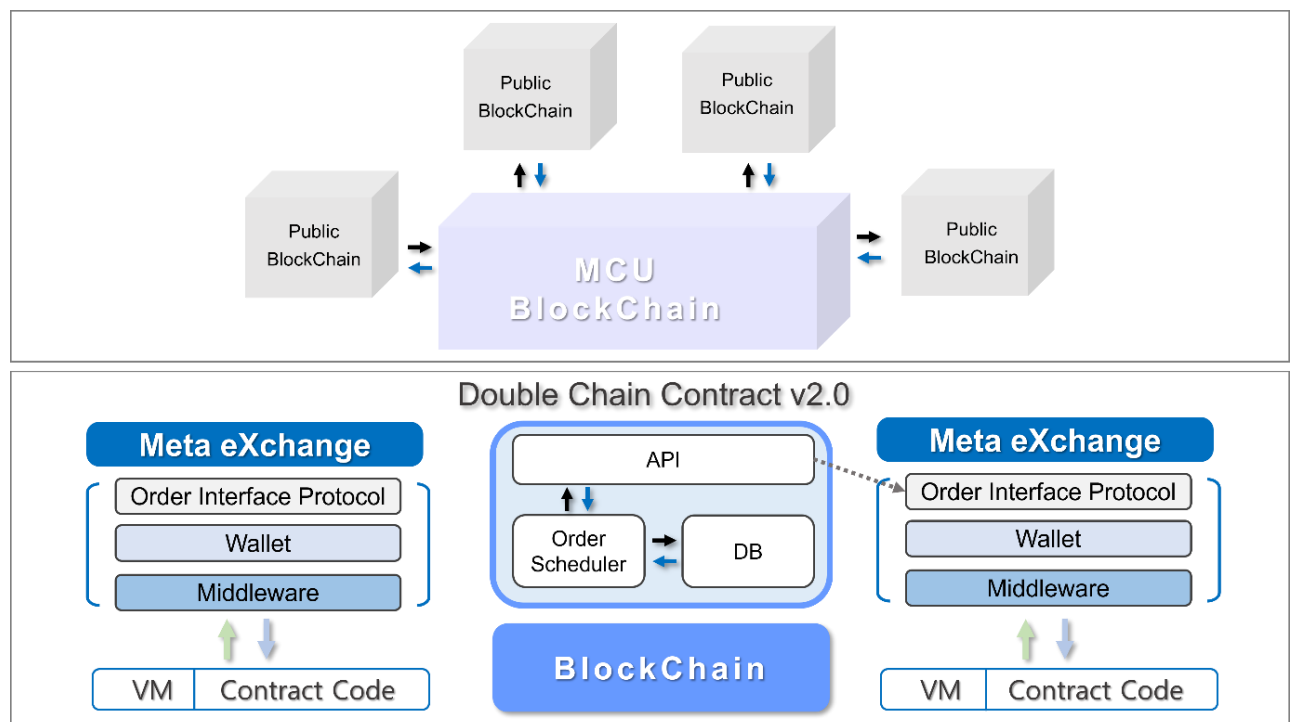 Public
BlockChain
Public
BlockChain
Public
BlockChain
Public
BlockChain
MCU
BlockChain
Double Chain Contract v2.0
Meta eXchange
Order Interface Protocol
Wallet
Middleware
VM
Contract Code
API
Order
Scheduler
DB
BlockChain
Meta eXchange
Order Interface Protocol
Wallet
Middleware
VM
Contract Code